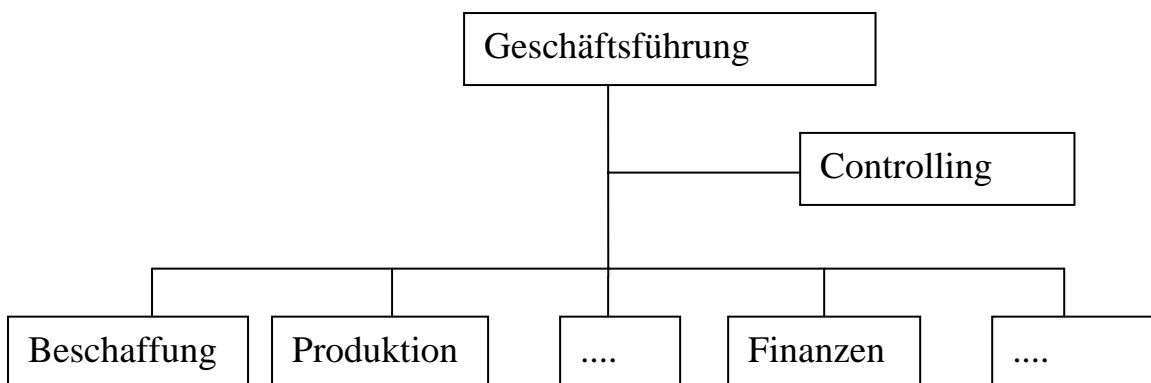 Geschäftsführung
Controlling
Beschaffung
Produktion
....
Finanzen
....